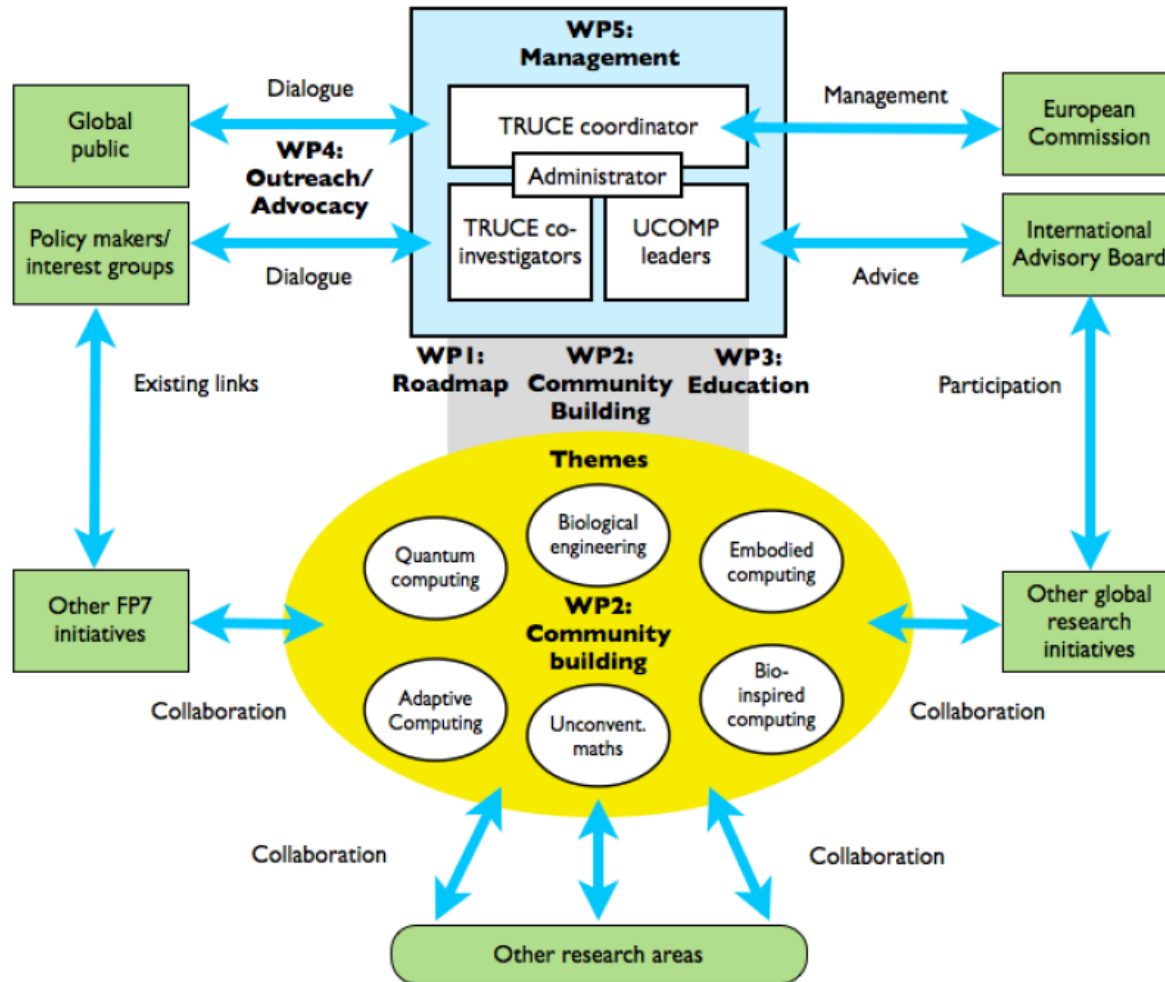 WP5:
Management
Dialogue
Management
Global
public
TRUCE coordinator
European
Commission
WP4:
Outreach/
Advocacy
Administrator
Policy makers/
interest groups
TRUCE co-
investigators
UCOMP
leaders
International
Advisory Board
Dialogue
Advice
WP1:
Roadmap
WP2:
Community
Building
WP3:
Education
Existing links
Participation
Themes
Quantum
computing
Biological
engineering
Embodied
computing
Other FP7
initiatives
WP2:
Community
building
Other global
research
initiatives
Adaptive
Computing
Unconvent.
maths
Bio-
inspired
computing
Collaboration
Collaboration
Collaboration
Collaboration
Other research areas